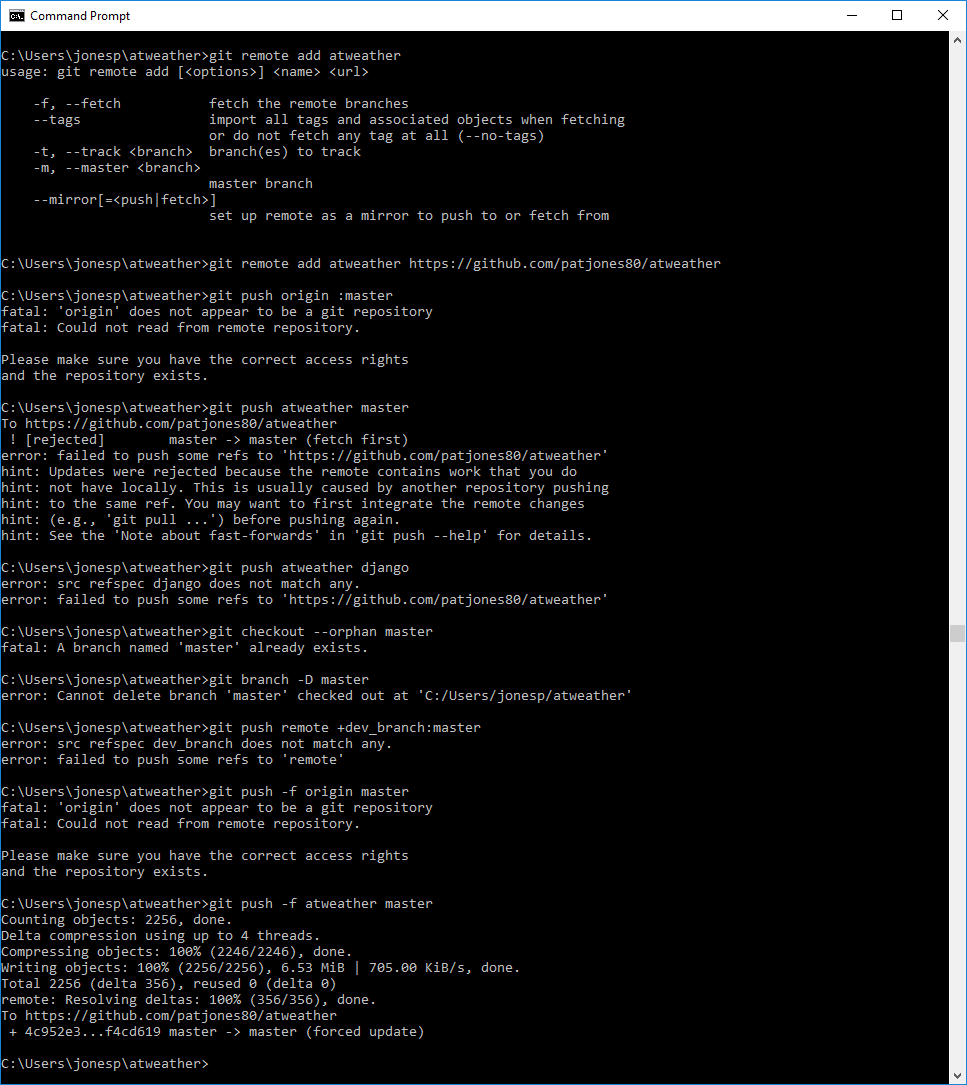 Command Prompt
C:\Users\jonesp\atweather>git remote add atweather
usage: git remote add [<options>] <name> <url>
    -f, --fetch           fetch the remote branches
    --tags                import all tags and associated objects when fetching
                          or do not fetch any tag at all (--no-tags)
    -t, --track <branch>  branch(es) to track
    -m, --master <branch>
                          master branch
    --mirror[=<push|fetch>]
                          set up remote as a mirror to push to or fetch from
C:\Users\jonesp\atweather>git remote add atweather https://github.com/patjones80/atweather
C:\Users\jonesp\atweather>git push origin :master
fatal: 'origin' does not appear to be a git repository
fatal: Could not read from remote repository.
Please make sure you have the correct access rights
and the repository exists.
C:\Users\jonesp\atweather>git push atweather master
To https://github.com/patjones80/atweather
 ! [rejected]        master -> master (fetch first)
error: failed to push some refs to 'https://github.com/patjones80/atweather'
hint: Updates were rejected because the remote contains work that you do
hint: not have locally. This is usually caused by another repository pushing
hint: to the same ref. You may want to first integrate the remote changes
hint: (e.g., 'git pull ...') before pushing again.
hint: See the 'Note about fast-forwards' in 'git push --help' for details.
C:\Users\jonesp\atweather>git push atweather django
error: src refspec django does not match any.
error: failed to push some refs to 'https://github.com/patjones80/atweather'
C:\Users\jonesp\atweather>git checkout --orphan master
fatal: A branch named 'master' already exists.
C:\Users\jonesp\atweather>git branch -D master
error: Cannot delete branch 'master' checked out at 'C:/Users/jonesp/atweather'
C:\Users\jonesp\atweather>git push remote +dev_branch:master
error: src refspec dev_branch does not match any.
error: failed to push some refs to 'remote'
C:\Users\jonesp\atweather>git push -f origin master
fatal: 'origin' does not appear to be a git repository
fatal: Could not read from remote repository.
Please make sure you have the correct access rights
and the repository exists.
C:\Users\jonesp\atweather>git push -f atweather master
Counting objects: 2256, done.
Delta compression using up to 4 threads.
Compressing objects: 100% (2246/2246), done.
Writing objects: 100% (2256/2256), 6.53 MiB | 705.00 KiB/s, done.
Total 2256 (delta 356), reused 0 (delta 0)
remote: Resolving deltas: 100% (356/356), done.
To https://github.com/patjones80/atweather
 + 4c952e3...f4cd619 master -> master (forced update)
C:\Users\jonesp\atweather>